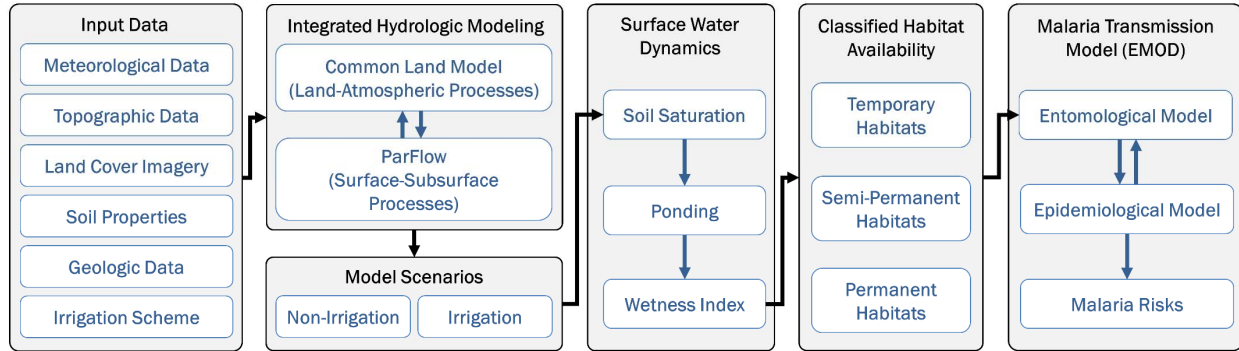 Input Data
Meteorological Data
Topographic Data
Land Cover Imagery
Soil Properties
Geologic Data
Irrigation Scheme
Integrated Hydrologic Modeling
Common Land Model
(Land-Atmospheric Processes)
ParFlow
(Surface-Subsurface
Processes)
Model Scenarios
Non-Irrigation
Irrigation
Surface Water
Dynamics
Soil Saturation
Ponding
Wetness Index
Classified Habitat
Availability
Temporary
Habitats
Semi-Permanent
Habitats
Permanent
Habitats
Malaria Transmission
Model (EMOD)
Entomological Model
Epidemiological Model
Malaria Risks